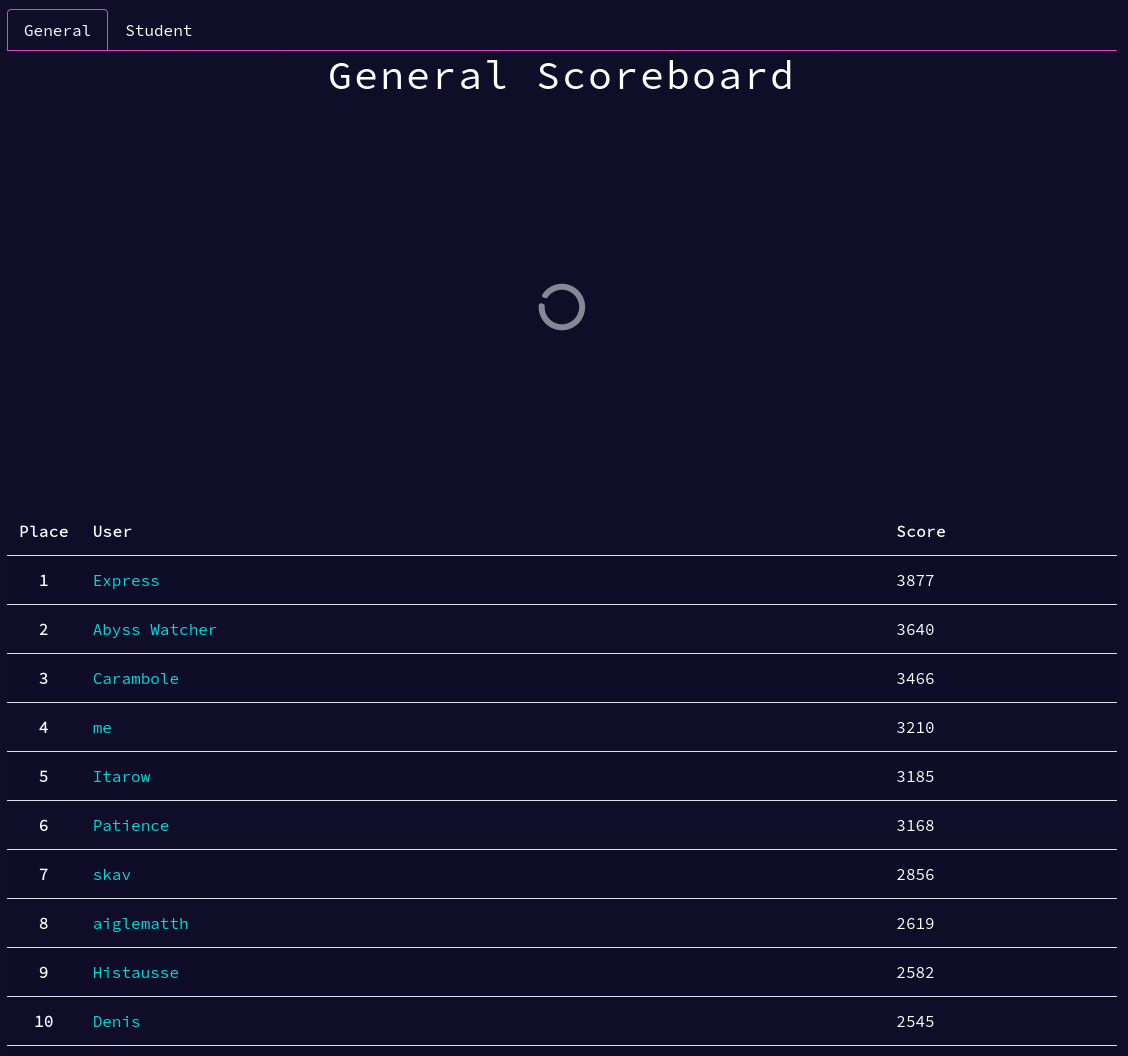 General Student
General Scoreboard
Place User Score
1 Express 3877
2 Abyss Watcher 3640
3 Carambole 3466
4 me 3210
5 Itarow 3185
6 Patience 3168
7 skav 2856
8 aiglematth 2619
9 Histausse 2582
10 Denis 2545